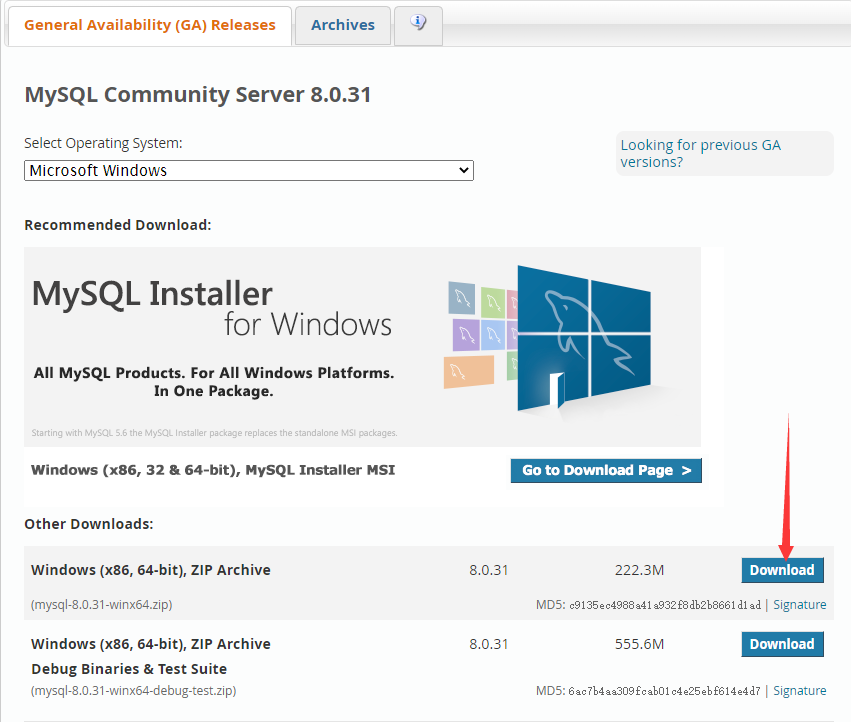 General Availability (GA) Releases
Archives
MySQL Community Server 8.0.31
Select Operating System:
Looking for previous GA
versions?
Microsoft Windows
Recommended Download:
MySQL Installer
for Windows
All MySQL Products. For All Windows Platforms.
In One Package.
Starting with MySQL 5.6 the MySQL Installer package replaces the standalone MSI packages.
Windows (x86, 32 & 64-bit), MySQL Installer MSI
Go to Download Page >
Other Downloads:
Windows (x86, 64-bit), ZIP Archive 8.0.31 222.3M Download
(mysql-8.0.31-winx64.zip) MD5: c9135ec4988a41a932f8db2b8661d1ad | Signature
Windows (x86, 64-bit), ZIP Archive 8.0.31 555.6M Download
Debug Binaries & Test Suite
(mysql-8.0.31-winx64-debug-test.zip) MD5: 6ac7b4aa309fcab01c4e25ebf614e4d7 | Signature